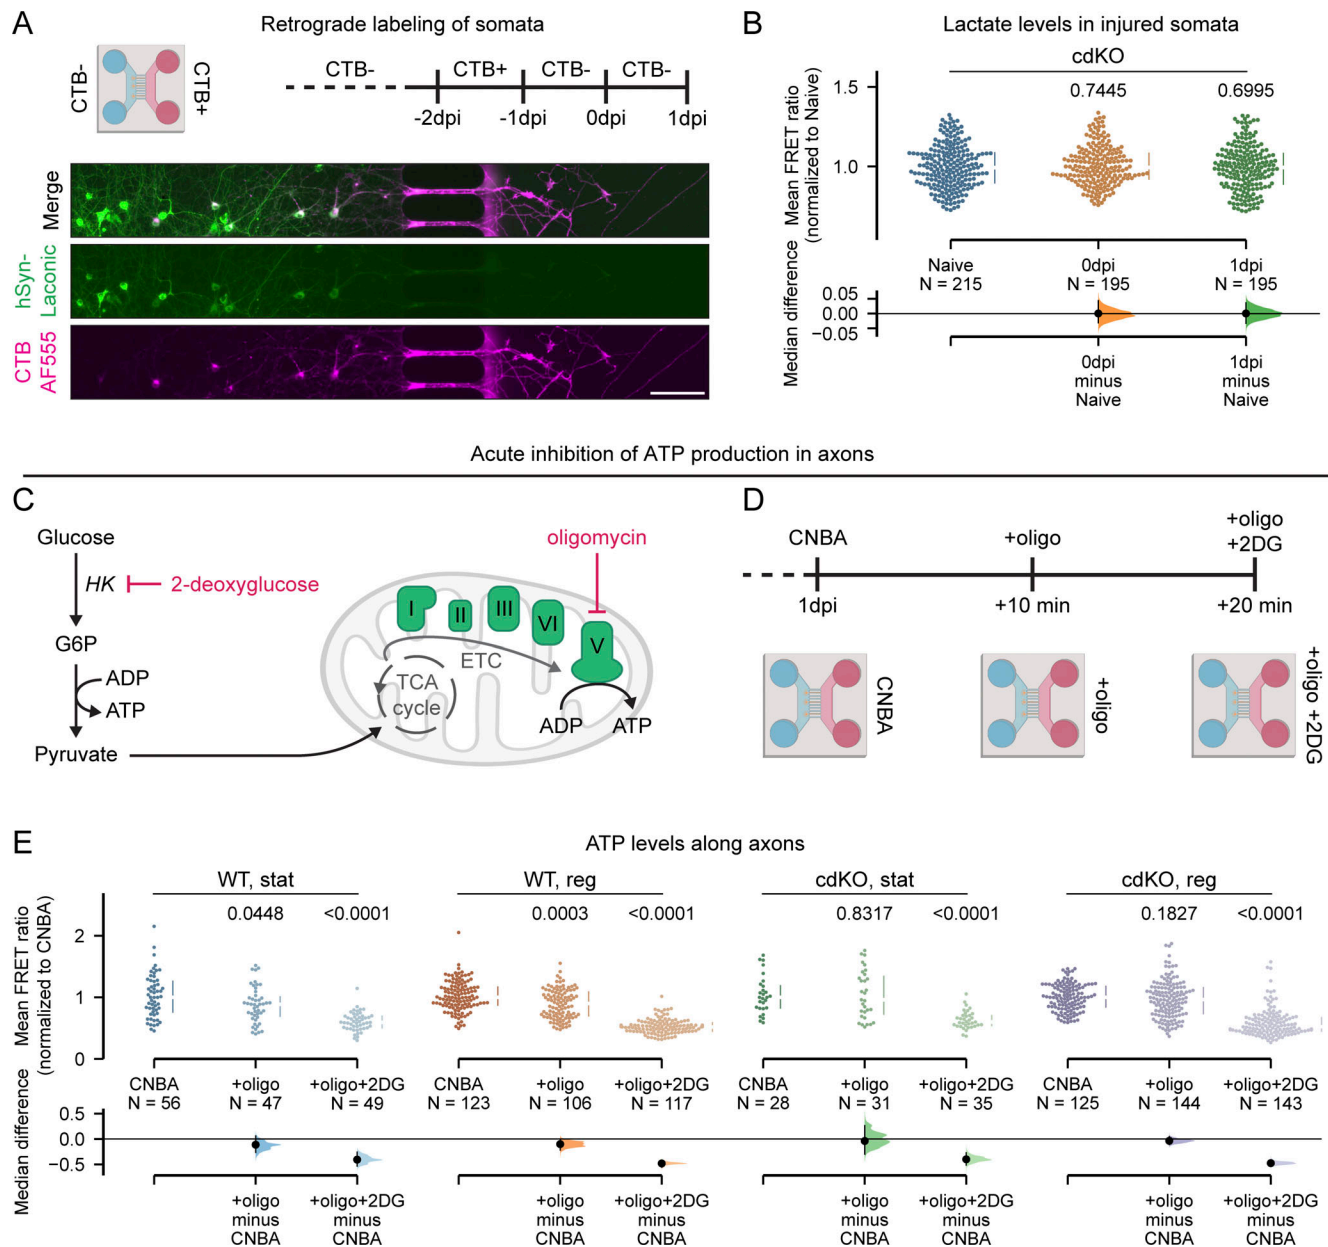 A
Retrograde labeling of somata
CTB-
CTB+
CTB-
CTB+
CTB-
CTB-
-2dpi
-1dpi
0dpi
1dpi
Merge
hSyn-
Laconic
CTB
AF555
B
Lactate levels in injured somata
cdKO
0.7445
0.6995
Mean FRET ratio
(normalized to Naive)
1.5
1.0
Naive
N = 215
0dpi
N = 195
1dpi
N = 195
Median difference
0.05
0.00
−0.05
0dpi
minus
Naive
1dpi
minus
Naive
Acute inhibition of ATP production in axons
C
Glucose
HK
2-deoxyglucose
G6P
ADP
ATP
Pyruvate
oligomycin
I
II
III
VI
V
ETC
TCA
cycle
ADP
ATP
D
CNBA
+oligo
+oligo
+2DG
1dpi
+10 min
+20 min
CNBA
+oligo
+oligo +2DG
E
ATP levels along axons
Mean FRET ratio
(normalized to CNBA)
2
1
0
WT, stat
0.0448
<0.0001
WT, reg
0.0003
<0.0001
cdKO, stat
0.8317
<0.0001
cdKO, reg
0.1827
<0.0001
CNBA
N = 56
+oligo
N = 47
+oligo+2DG
N = 49
CNBA
N = 123
+oligo
N = 106
+oligo+2DG
N = 117
CNBA
N = 28
+oligo
N = 31
+oligo+2DG
N = 35
CNBA
N = 125
+oligo
N = 144
+oligo+2DG
N = 143
Median difference
0.5
0.0
−0.5
+oligo
minus
CNBA
+oligo+2DG
minus
CNBA
+oligo
minus
CNBA
+oligo+2DG
minus
CNBA
+oligo
minus
CNBA
+oligo+2DG
minus
CNBA
+oligo
minus
CNBA
+oligo+2DG
minus
CNBA